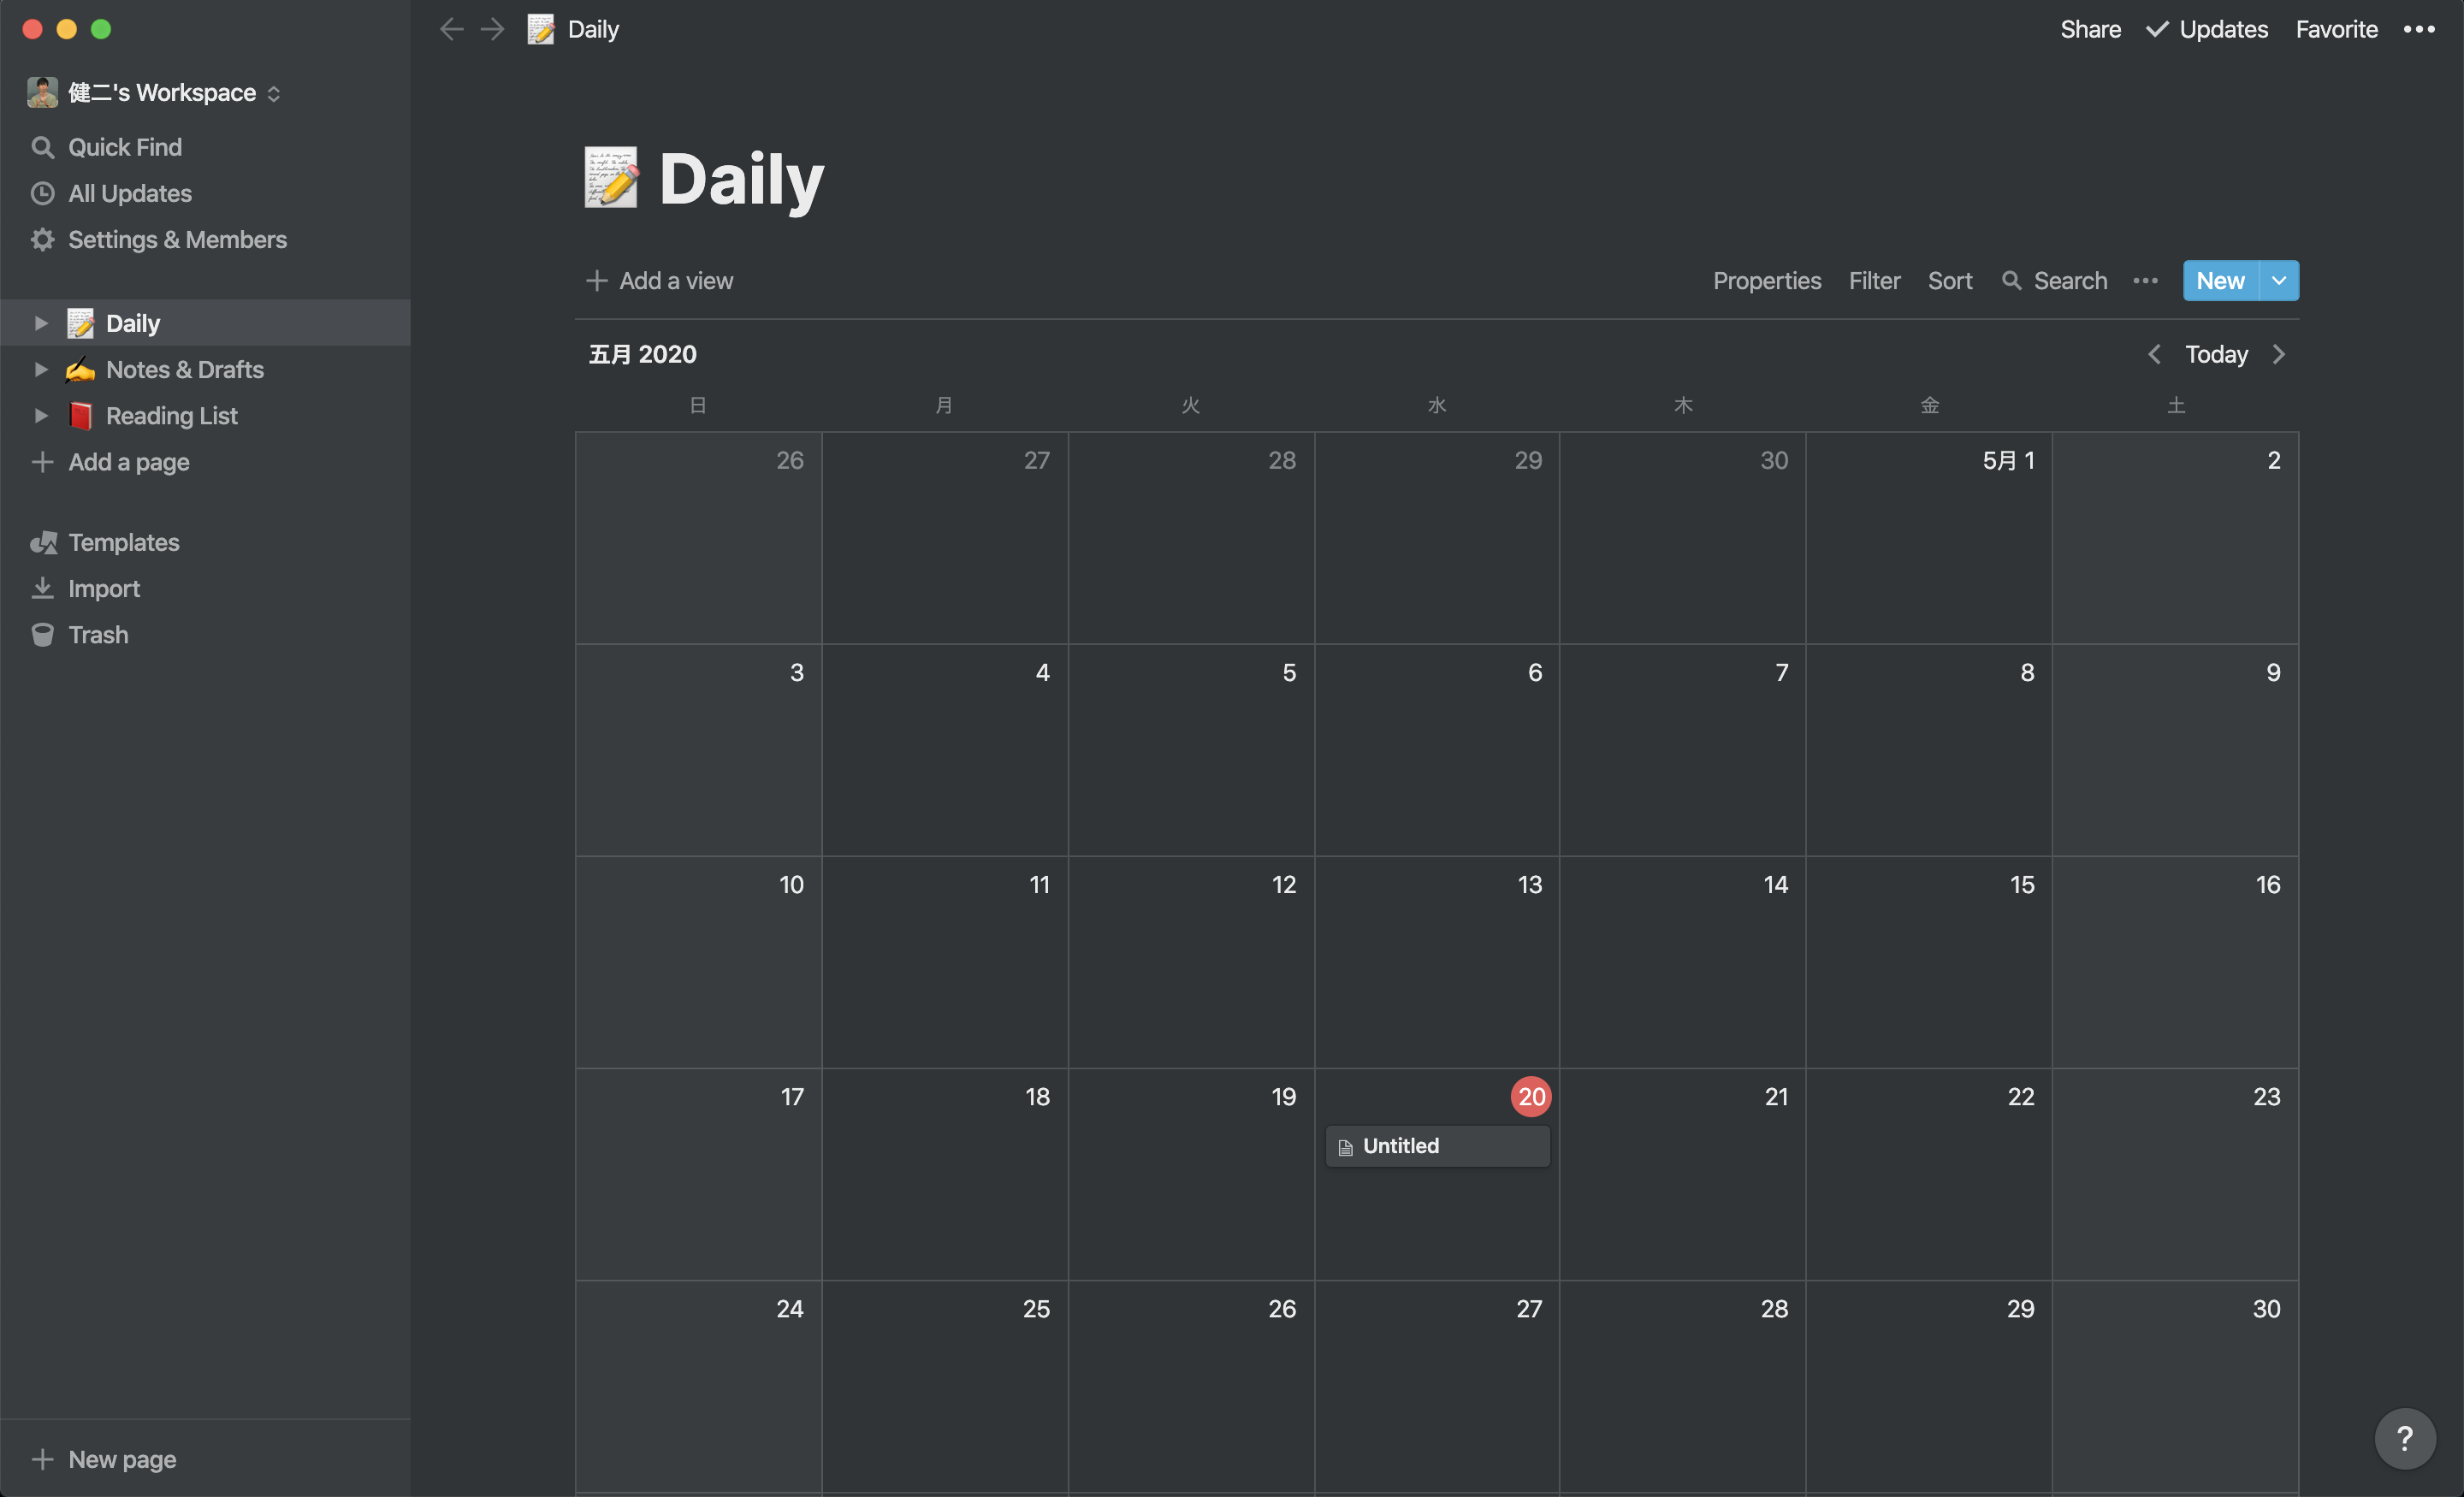 Daily
Share Updates Favorite
健二's Workspace
Quick Find
All Updates
Settings & Members
Daily
Notes & Drafts
Reading List
Add a page
Templates
Import
Trash
New page
Daily
Add a view
Properties Filter Sort Search New
五月 2020
Today
日 月 火 水 木 金 土
26 27 28 29 30 5月 1 2
3 4 5 6 7 8 9
10 11 12 13 14 15 16
17 18 19 20 21 22 23
Untitled
24 25 26 27 28 29 30
?